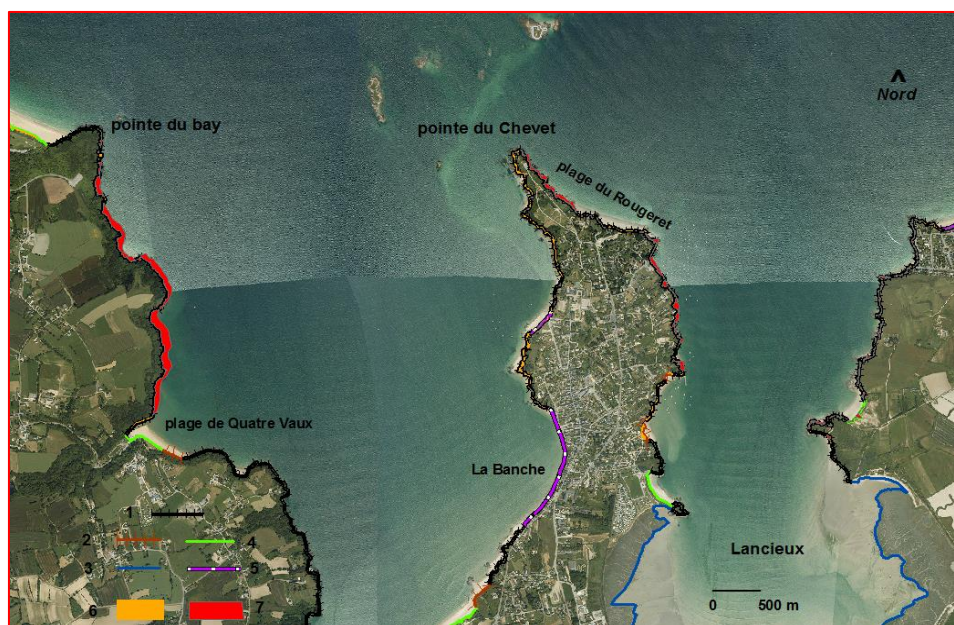 Nord
pointe du bay
pointe du Chevet
plage du Rougeret
plage de Quatre Vaux
La Banche
1
2
4
3
5
Lancieux
6
7
0 500 m